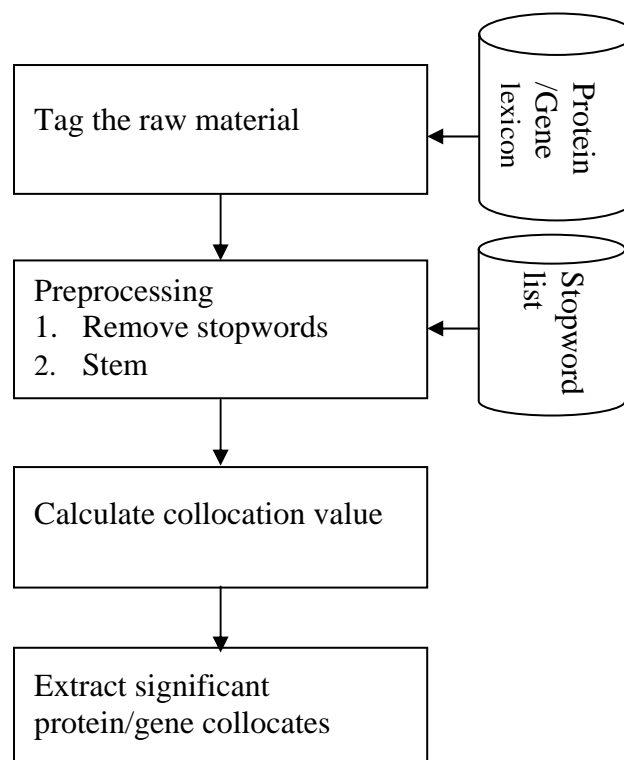 Tag the raw material
Protein
/Gene
lexicon
Preprocessing
1. Remove stopwords
2. Stem
Stopword
list
Calculate collocation value
Extract significant
protein/gene collocates